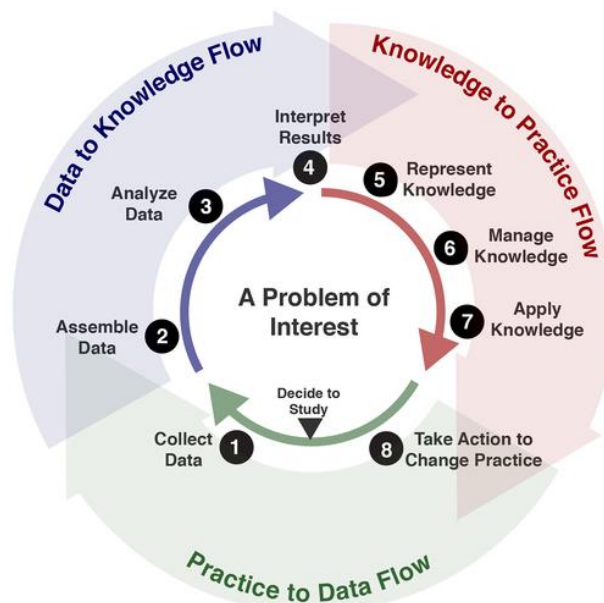 Data to Knowledge Flow
Knowledge to Practice Flow
Interpret
Results
4
5
Represent
Knowledge
Analyze
Data
3
6
Manage
Knowledge
A Problem of
Interest
7
Apply
Knowledge
Assemble
Data
2
Decide to
Study
Collect
Data
1
8
Take Action to
Change Practice
Practice to Data Flow